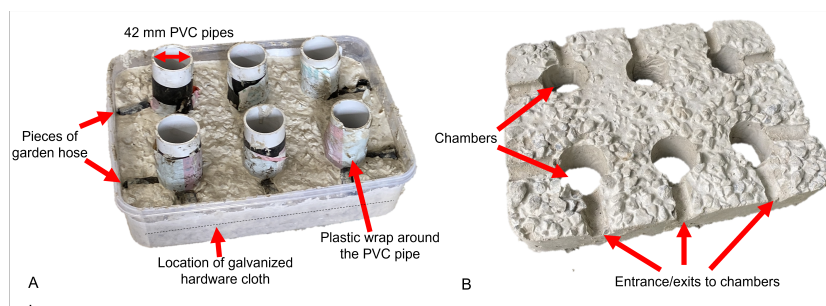 42 mm PVC pipes
Pieces of
garden hose
Location of galvanized
hardware cloth
Plastic wrap around
the PVC pipe
A
Chambers
Entrance/exits to chambers
B